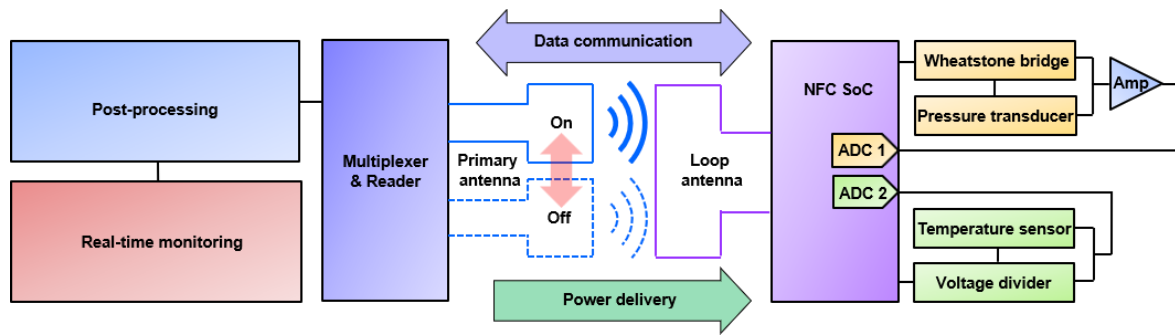 Data communication
Post-processing
Real-time monitoring
Multiplexer
& Reader
Primary
antenna
On
Off
Loop
antenna
Power delivery
NFC SoC
ADC 1
ADC 2
Wheatstone bridge
Pressure transducer
Amp
Temperature sensor
Voltage divider